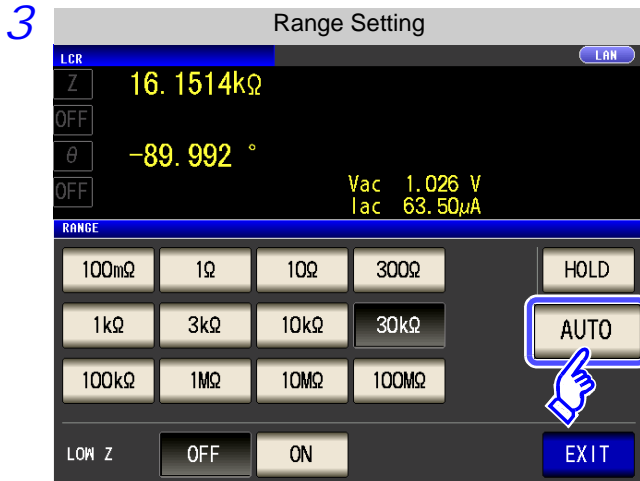 3
Range Setting
LCR LAN
Z 16.1514kΩ
OFF
θ -89.992 °
OFF Vac 1.026 V
Iac 63.50μA
RANGE
100mΩ 1Ω 10Ω 300Ω HOLD
1kΩ 3kΩ 10kΩ 30kΩ AUTO
100kΩ 1MΩ 10MΩ 100MΩ
LOW Z OFF ON EXIT